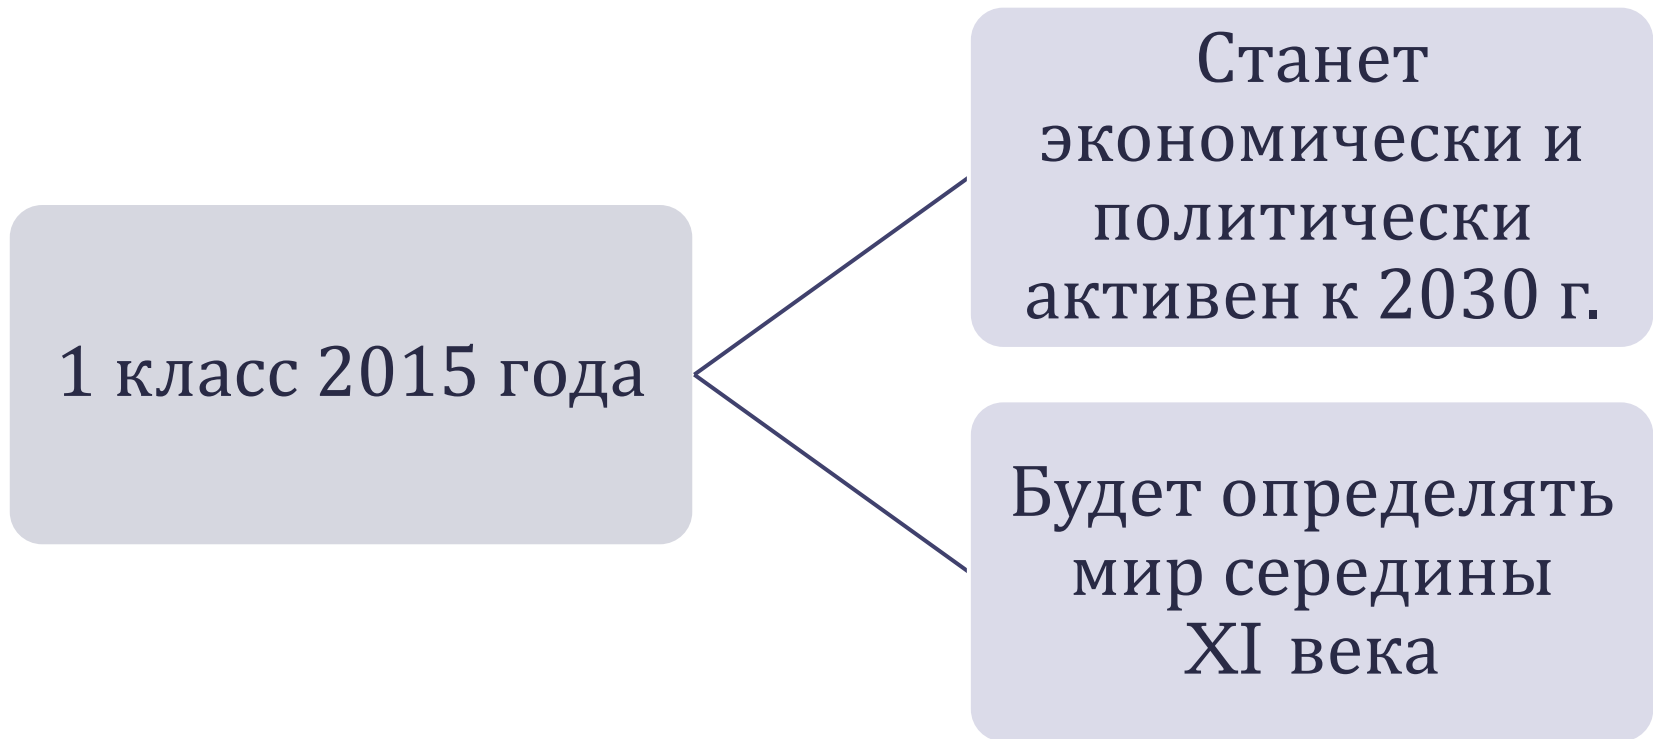 1 класс 2015 года
Станет
экономически и
политически
активен к 2030 г.
Будет определять
мир середины
XI века